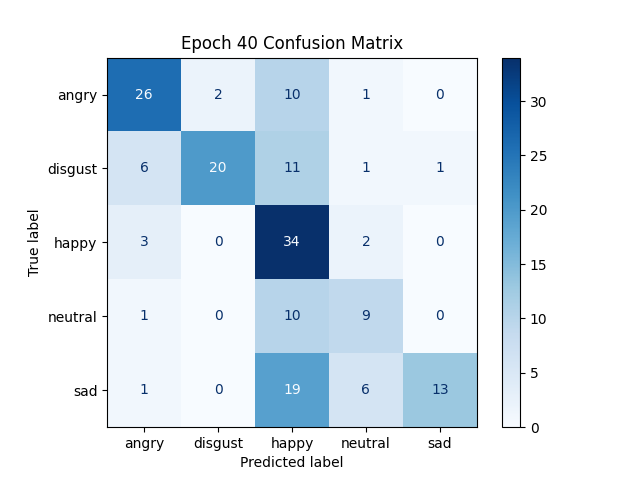 Epoch 40 Confusion Matrix
True label
angry 26 2 10 1 0
disgust 6 20 11 1 1
happy 3 0 34 2 0
neutral 1 0 10 9 0
sad 1 0 19 6 13
angry disgust happy neutral sad
Predicted label
30
25
20
15
10
5
0